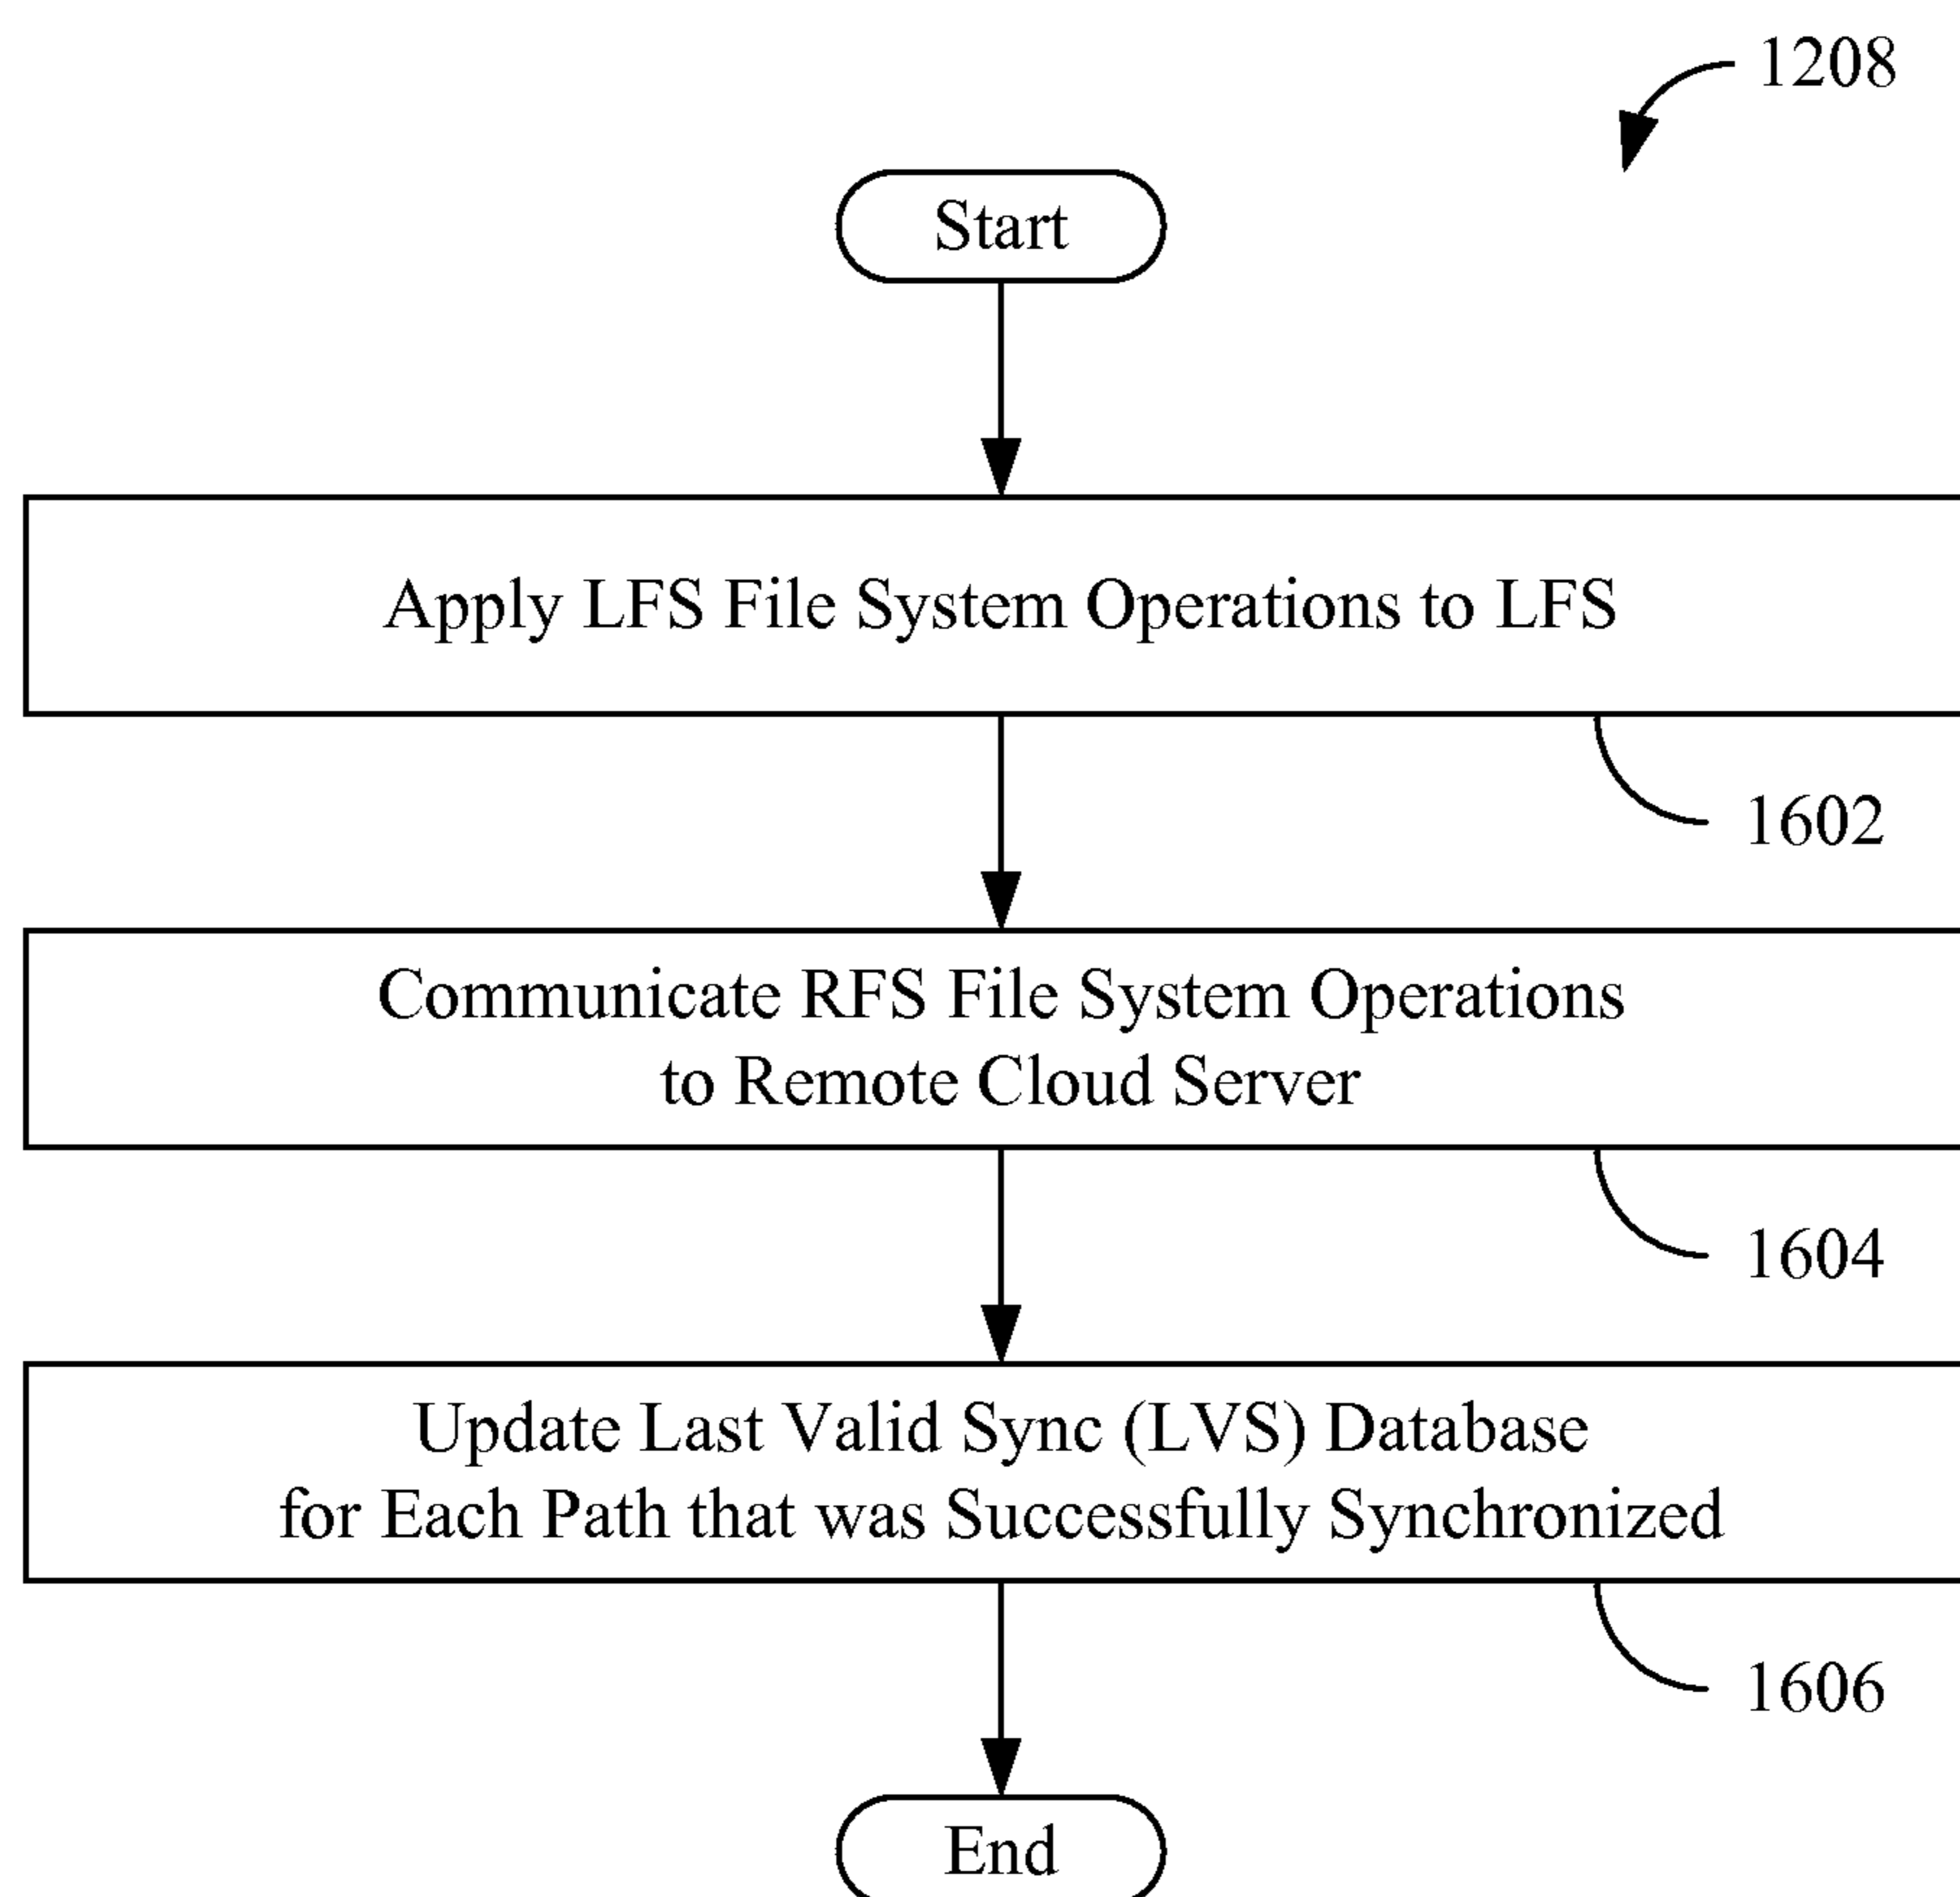 1208
Start
Apply LFS File System Operations to LFS
1602
Communicate RFS File System Operations
to Remote Cloud Server
1604
Update Last Valid Sync (LVS) Database
for Each Path that was Successfully Synchronized
1606
End